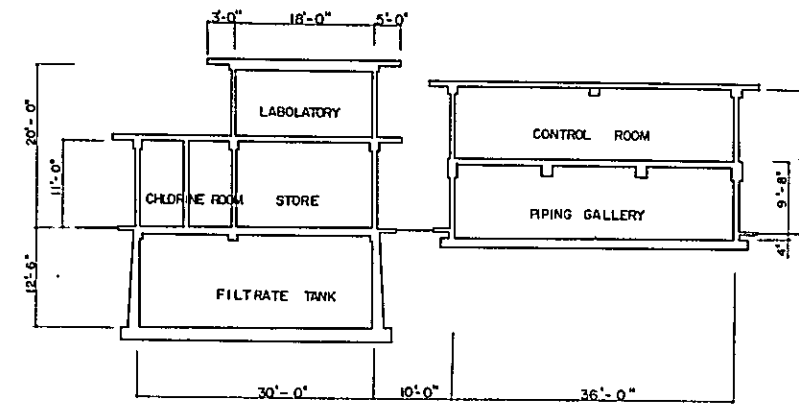 3'-0" 18'-0" 5'-0"
20'-0"
LABOLATORY
CONTROL ROOM
11'-0"
CHLORINE ROOM STORE
9'-8"
PIPING GALLERY
4'
12'-6"
FILTRATE TANK
30'-0" 10'-0" 36'-0"